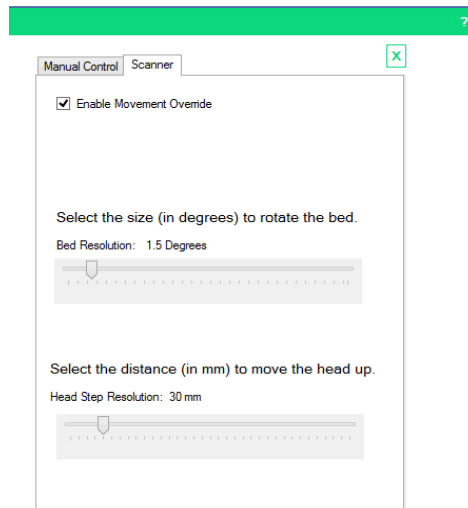 ?
X
Manual Control Scanner
Enable Movement Override
Select the size (in degrees) to rotate the bed.
Bed Resolution: 1.5 Degrees
Select the distance (in mm) to move the head up.
Head Step Resolution: 30 mm